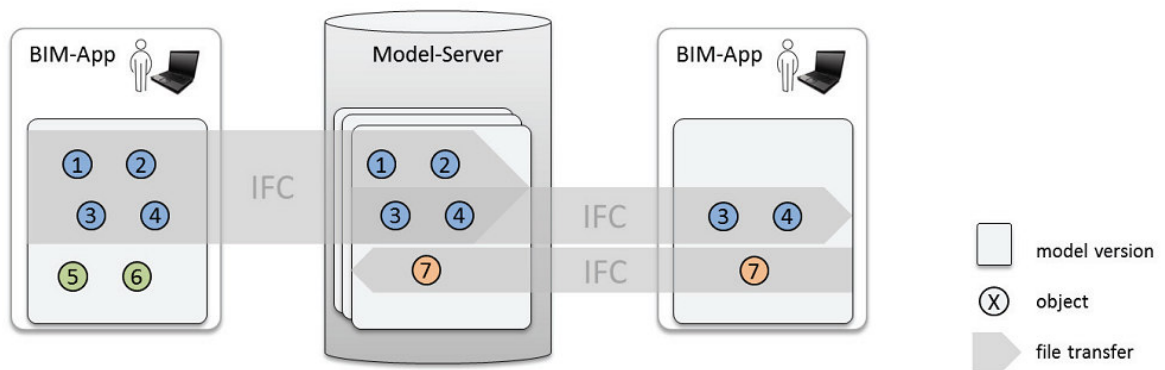 BIM-App
Model-Server
BIM-App
1 2
3 4
5 6
IFC
1 2
3 4
7
IFC
IFC
3 4
7
model version
X object
file transfer